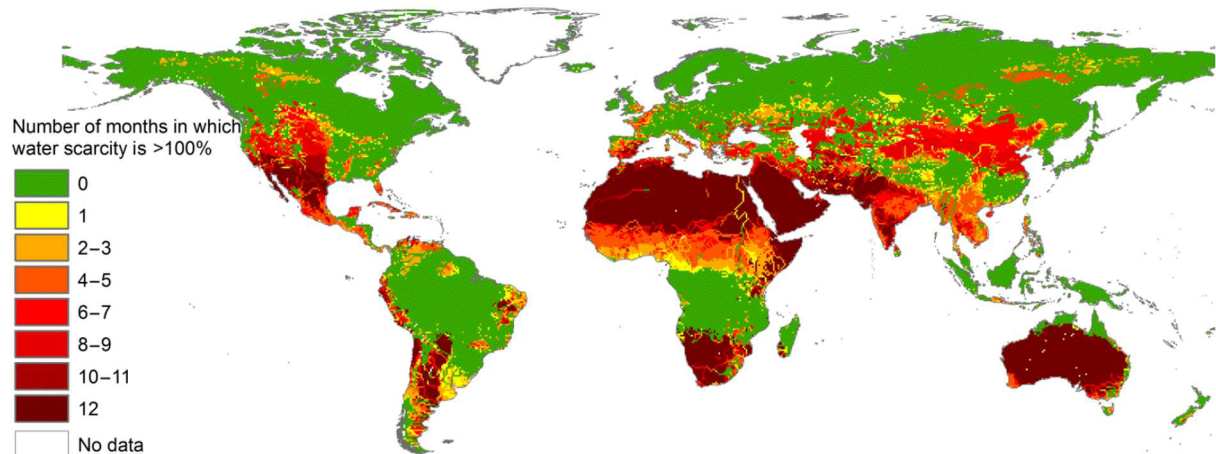 Number of months in which
water scarcity is >100%
0
1
2–3
4–5
6–7
8–9
10–11
12
No data